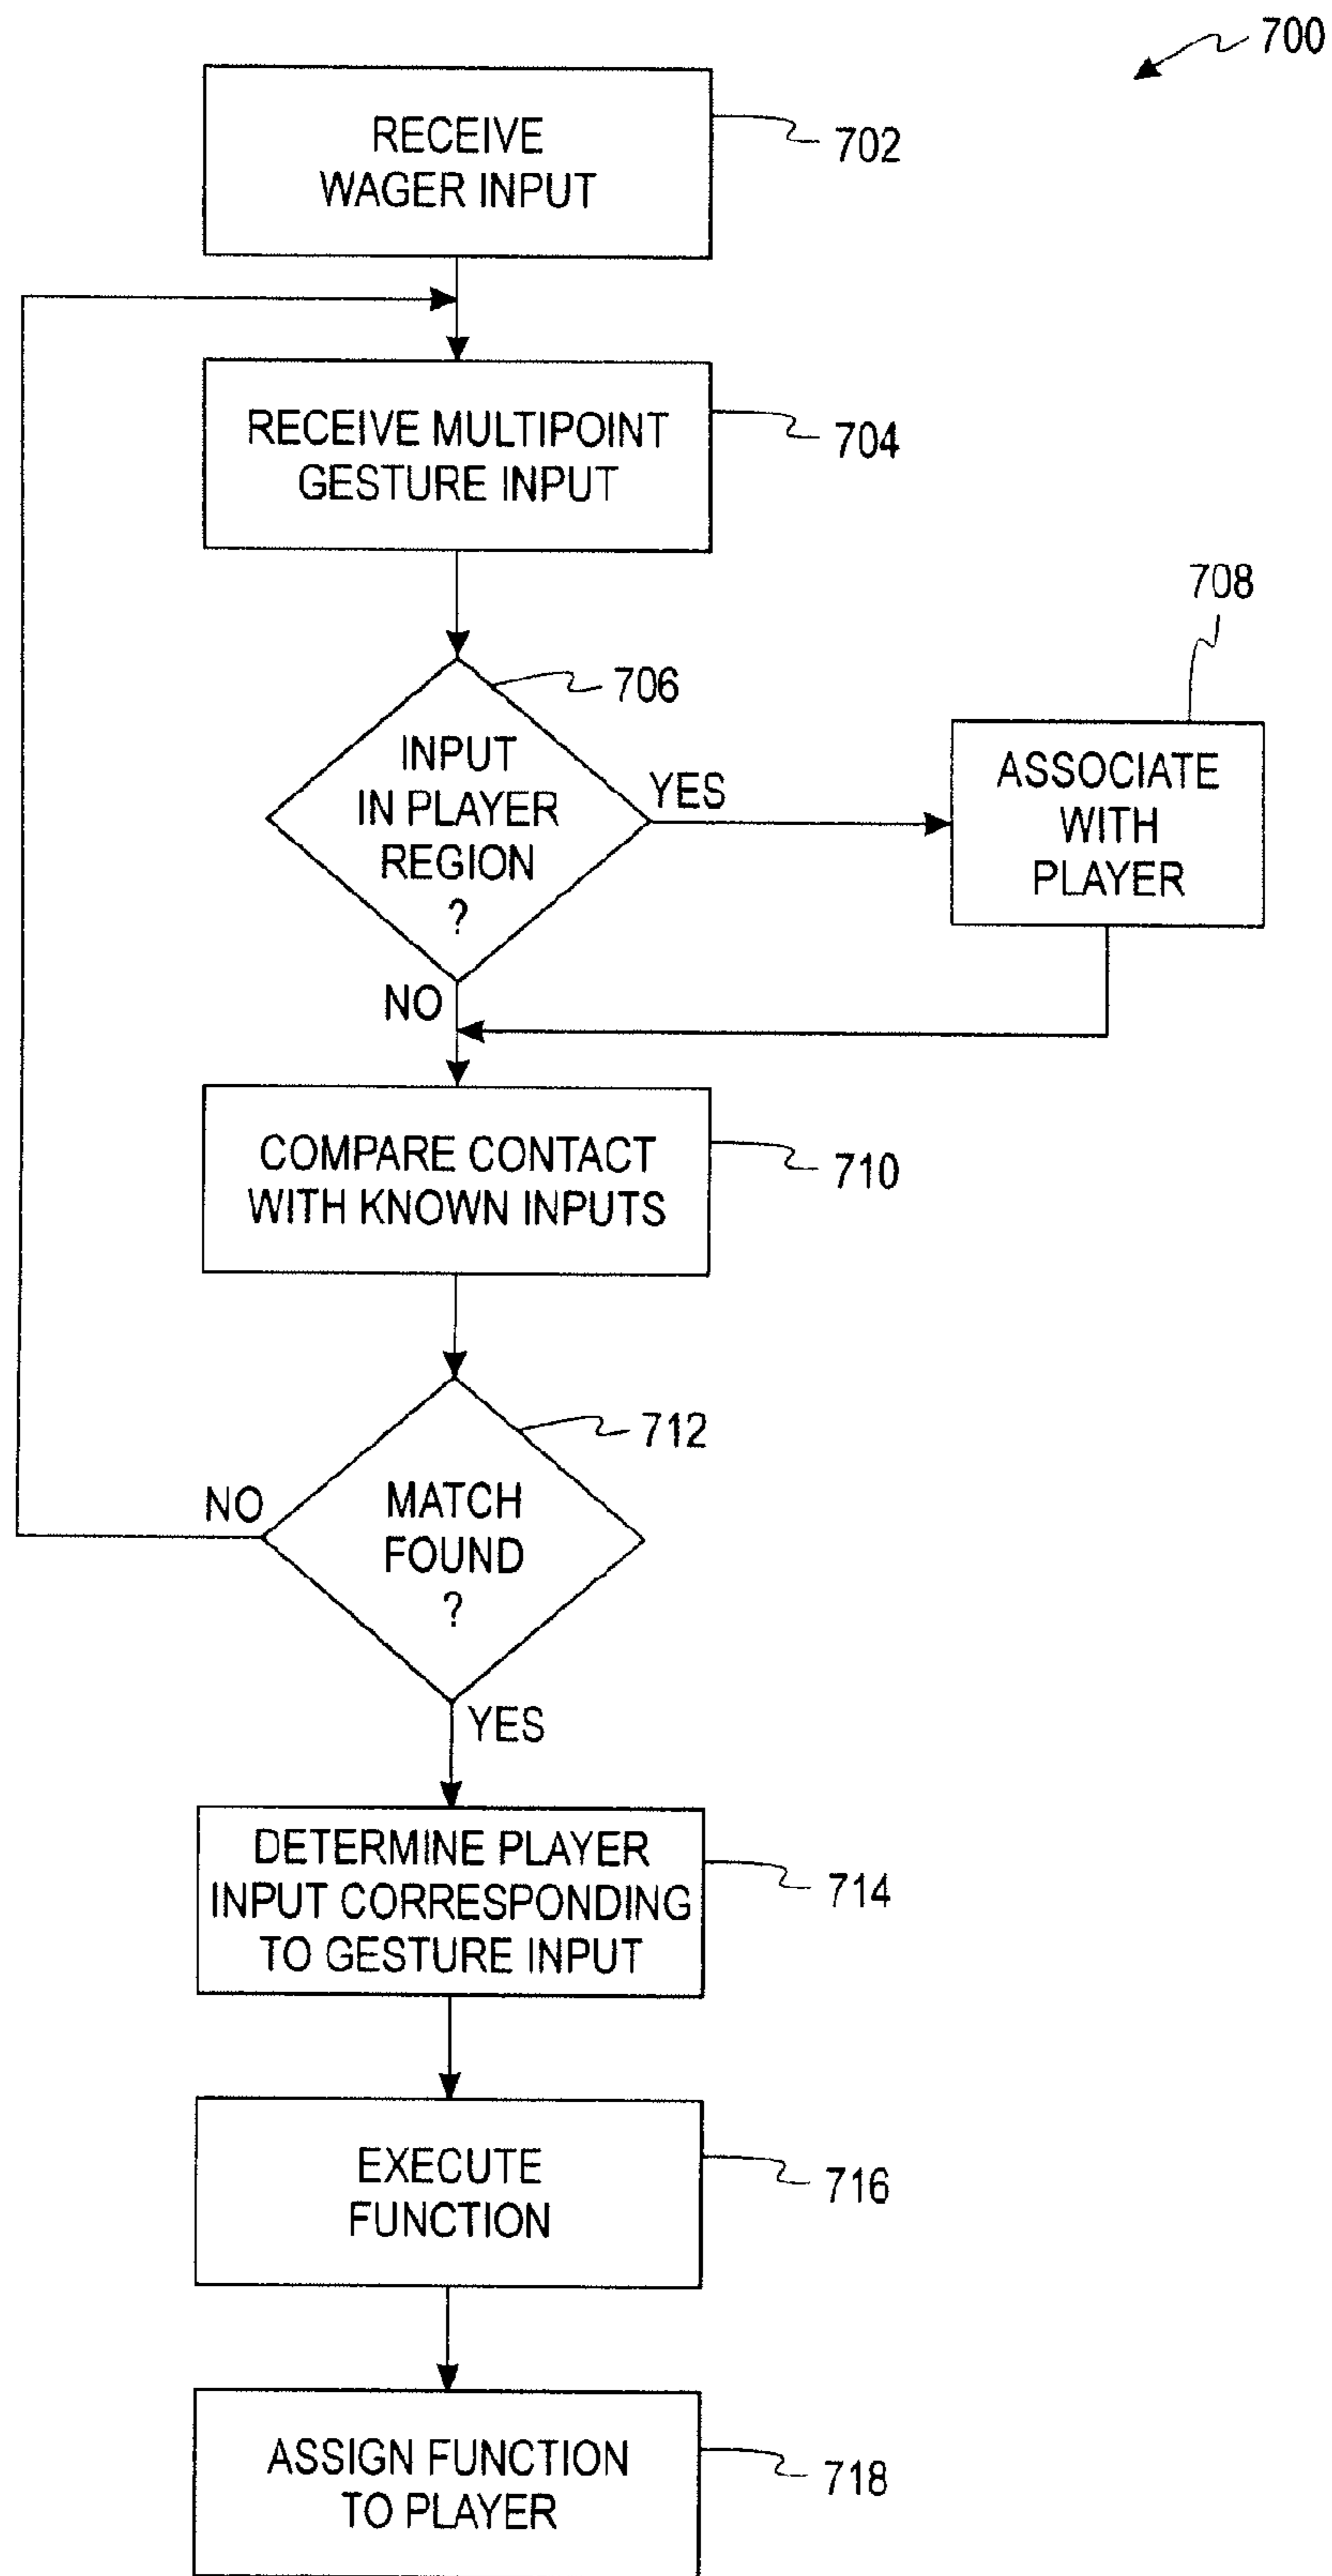 700
RECEIVE
WAGER INPUT
702
RECEIVE MULTIPOINT
GESTURE INPUT
704
706
INPUT
IN PLAYER
REGION
?
YES
NO
708
ASSOCIATE
WITH
PLAYER
COMPARE CONTACT
WITH KNOWN INPUTS
710
712
MATCH
FOUND
?
NO
YES
DETERMINE PLAYER
INPUT CORRESPONDING
TO GESTURE INPUT
714
EXECUTE
FUNCTION
716
ASSIGN FUNCTION
TO PLAYER
718